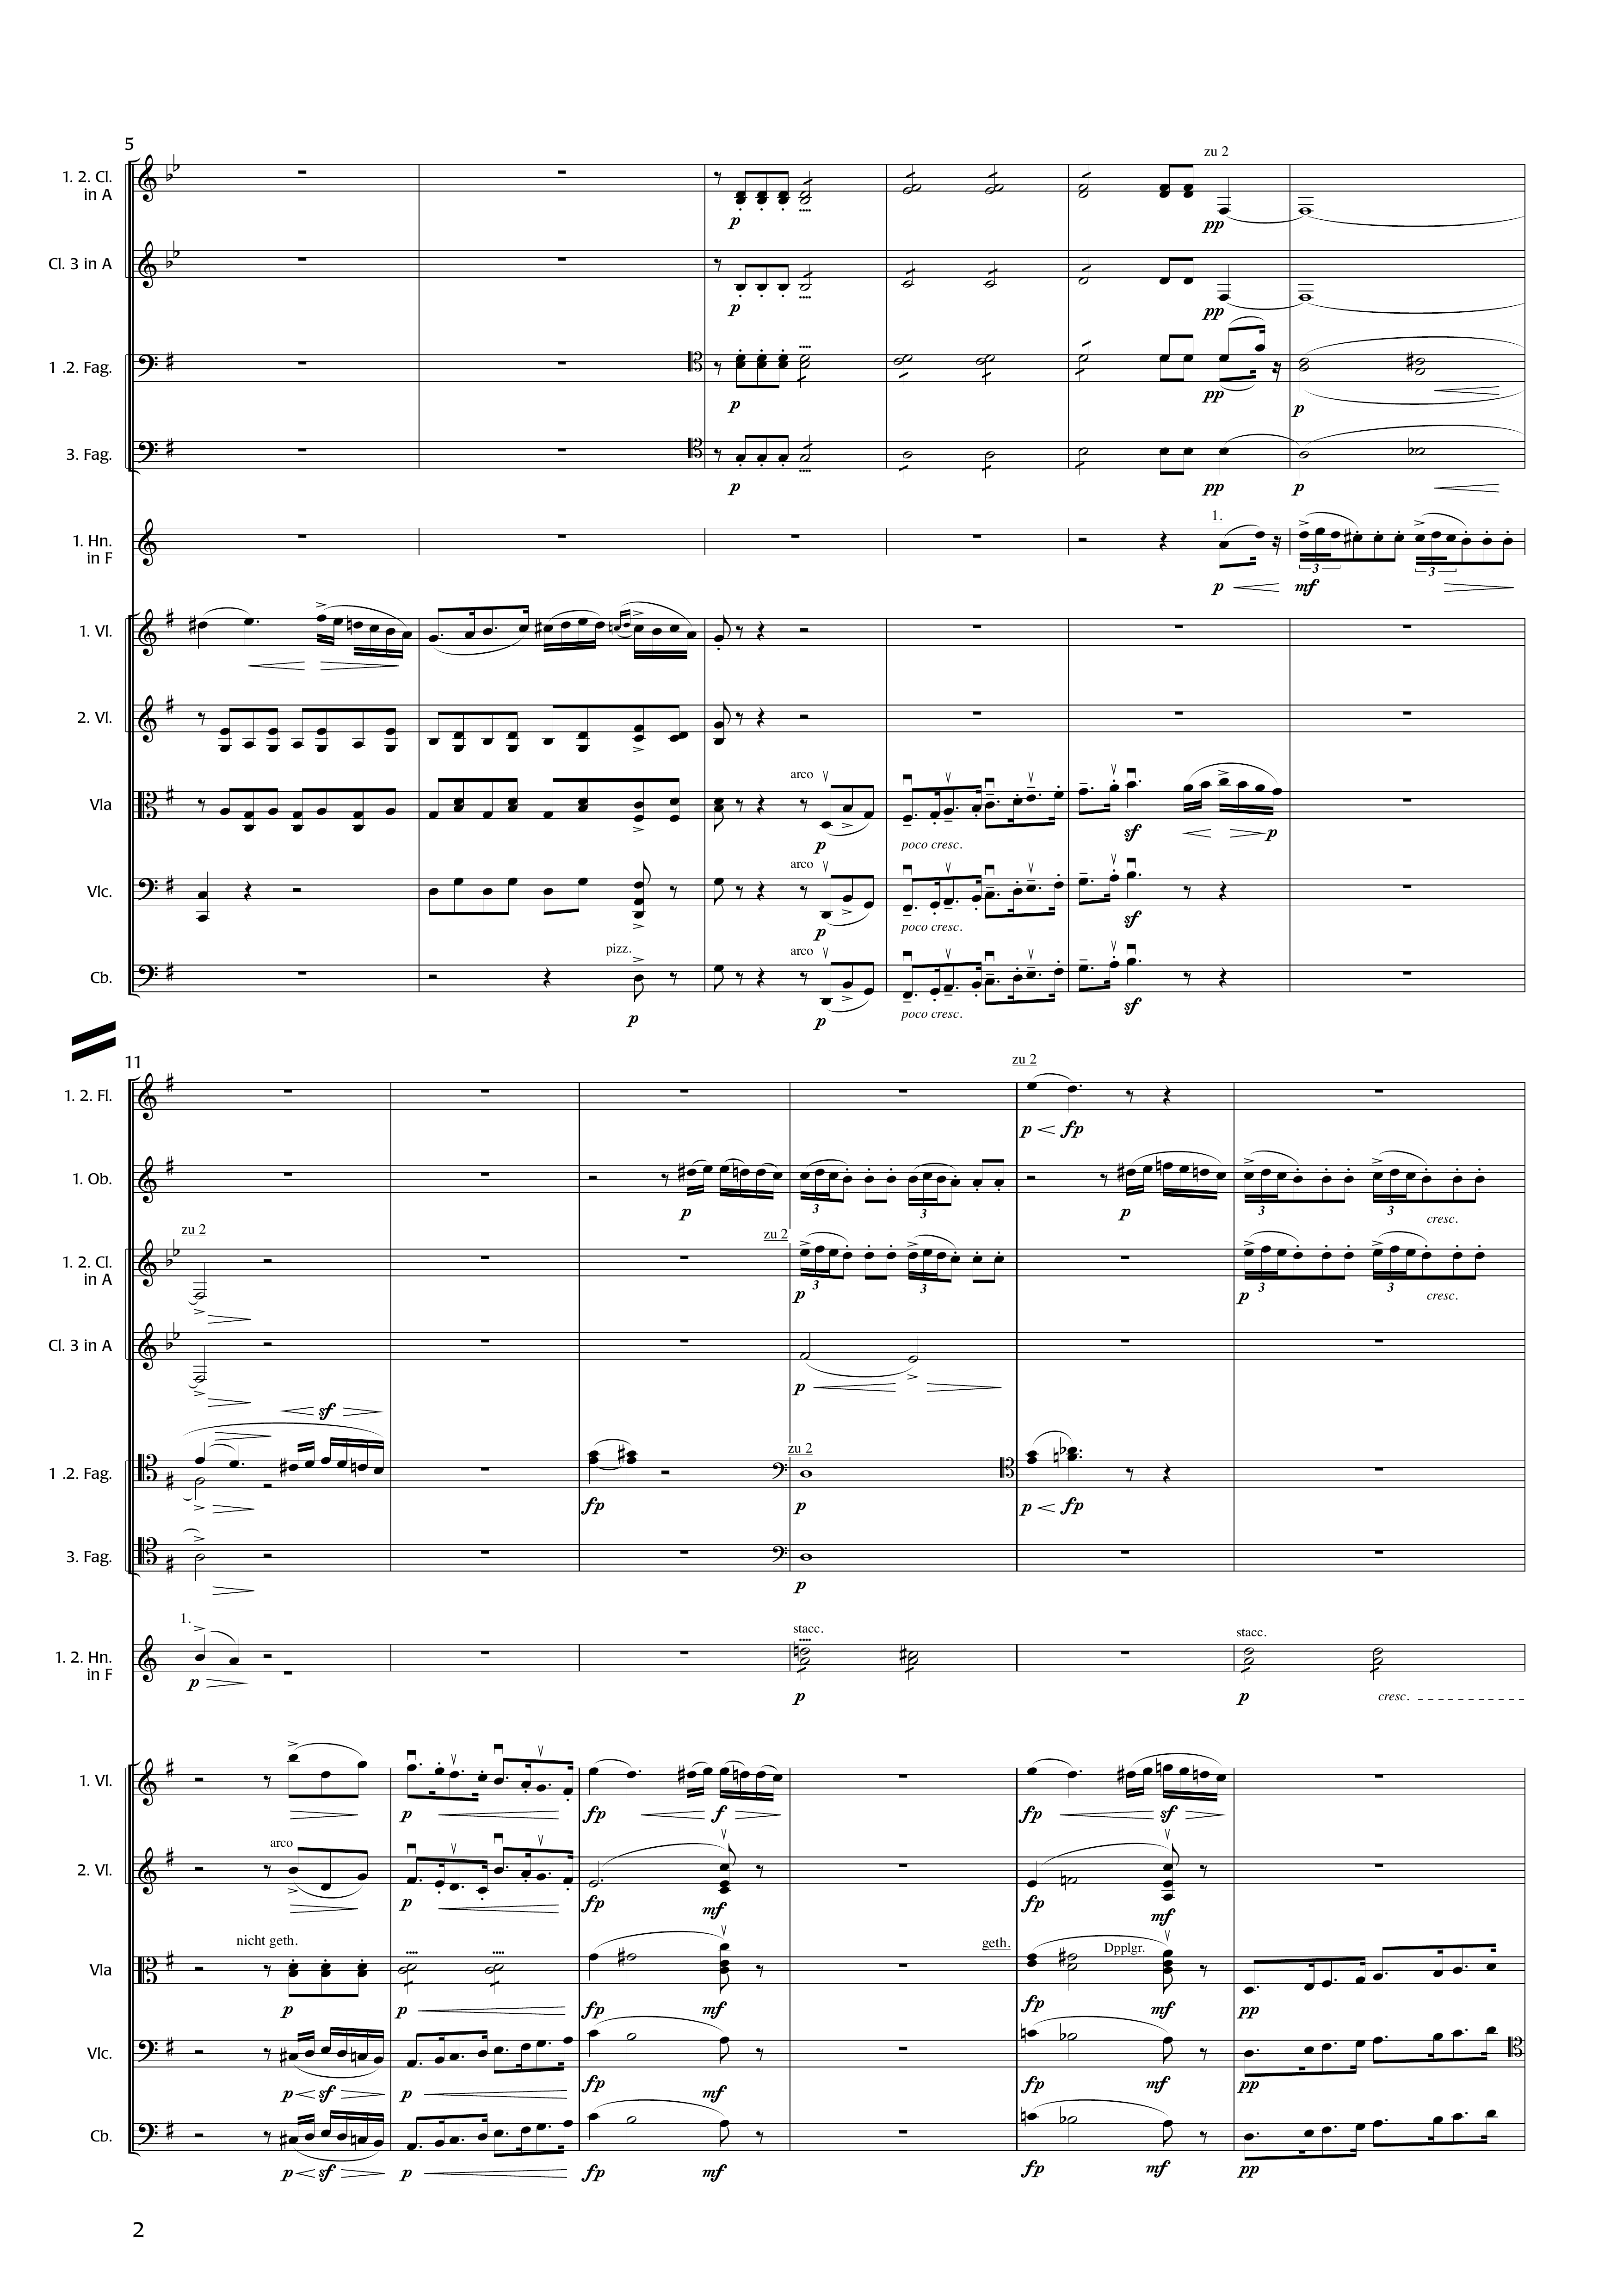 5
zu 2
1. 2. Cl.
in A
p
pp
Cl. 3 in A
p
pp
1 .2. Fag.
p
pp
p
3. Fag.
p
pp
p
1.
1. Hn.
in F
p
mf
3
3
1. Vl.
2. Vl.
arco
Vla
p
poco cresc.
sf
p
arco
Vlc.
p
poco cresc.
sf
pizz.
arco
Cb.
p
p
poco cresc.
sf
11
zu 2
1. 2. Fl.
p
fp
1. Ob.
p
3
3
p
3
3
cresc.
zu 2
zu 2
1. 2. Cl.
in A
p
3
3
p
3
3
cresc.
Cl. 3 in A
p
sf
zu 2
1 .2. Fag.
fp
p
p
fp
3. Fag.
p
1.
stacc.
stacc.
1. 2. Hn.
in F
p
p
p
cresc.
1. Vl.
p
fp
f
fp
sf
arco
2. Vl.
p
fp
mf
fp
mf
nicht geth.
geth.
Dpplgr.
Vla
p
p
fp
mf
fp
mf
pp
Vlc.
p
sf
p
fp
mf
fp
mf
pp
Cb.
p
sf
p
fp
mf
fp
mf
pp
2